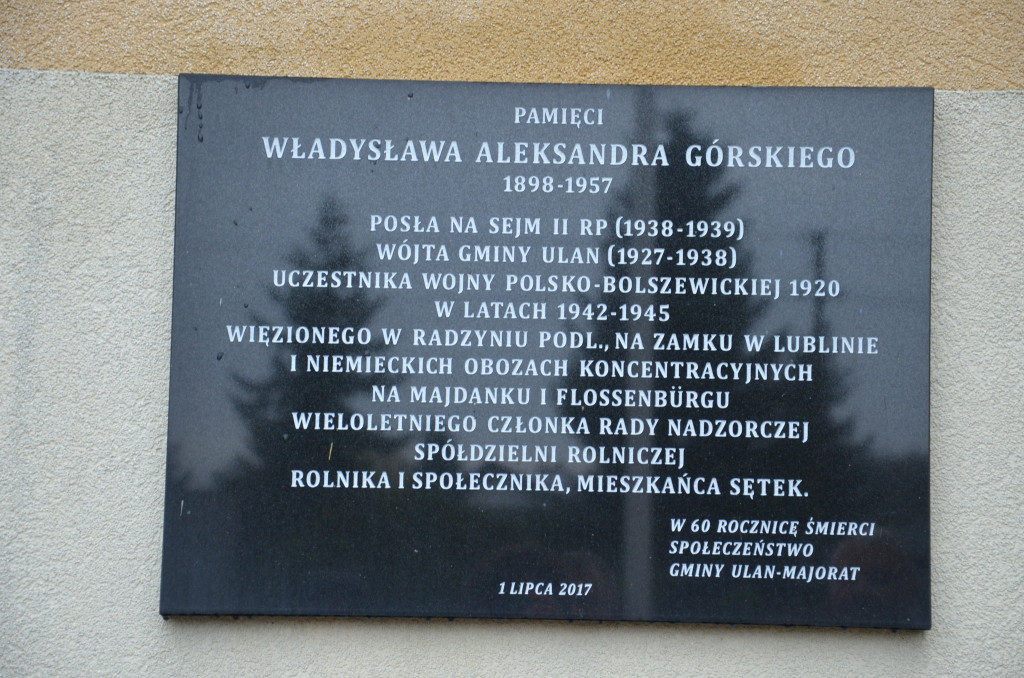 PAMIĘCI
WŁADYSŁAWA ALEKSANDRA GÓRSKIEGO
1898-1957
POSŁA NA SEJM II RP (1938-1939)
WÓJTA GMINY ULAN (1927-1938)
UCZESTNIKA WOJNY POLSKO-BOLSZEWICKIEJ 1920
W LATACH 1942-1945
WIĘZIONEGO W RADZYNIU PODL., NA ZAMKU W LUBLINIE
I NIEMIECKICH OBOZACH KONCENTRACYJNYCH
NA MAJDANKU I FLOSSENBÜRGU
WIELOLETNIEGO CZŁONKA RADY NADZORCZEJ
SPÓŁDZIELNI ROLNICZEJ
ROLNIKA I SPOŁECZNIKA, MIESZKAŃCA SĘTEK.
W 60 ROCZNICĘ ŚMIERCI
SPOŁECZEŃSTWO
GMINY ULAN-MAJORAT
1 LIPCA 2017